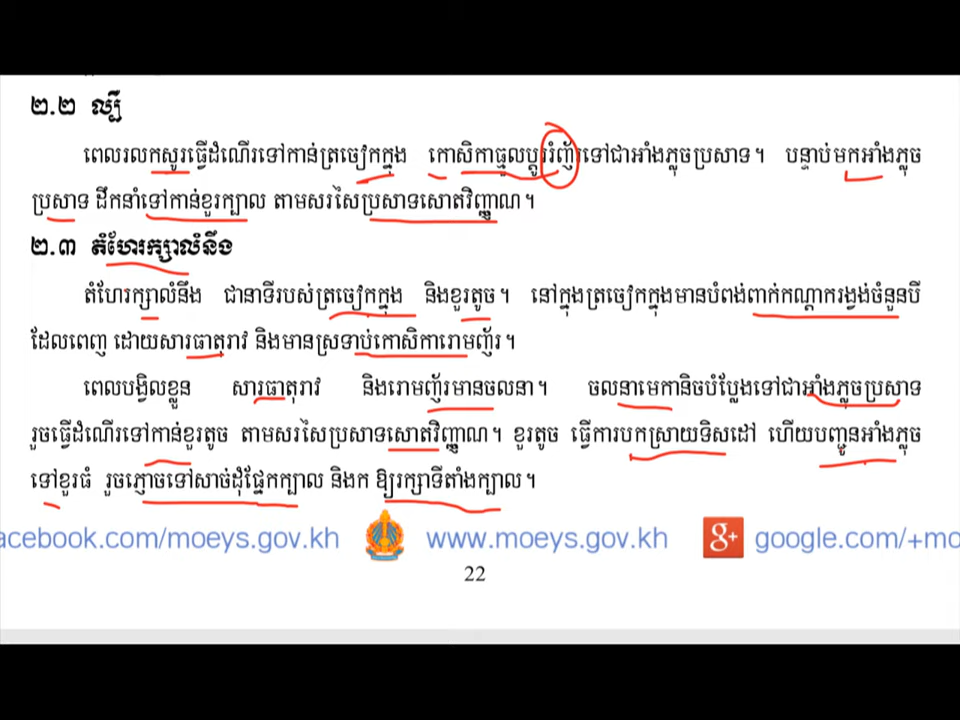 ២.២ ល្បឺ
ពេលរលកសូរធ្វើដំណើរទៅកាន់ត្រចៀកក្នុង កោសិកាធ្មួលប្តូររំញ័រទៅជាអាំងភ្លុចប្រសាទ។ បន្ទាប់មកអាំងភ្លុច
ប្រសាទ ដឹកនាំទៅកាន់ខួរក្បាល តាមសរសៃប្រសាទសោតវិញ្ញាណ។
២.៣ តំហែរក្សាលំនឹង
តំហែរក្សាលំនឹង ជានាទីរបស់ត្រចៀកក្នុង និងខួរតូច។ នៅក្នុងត្រចៀកក្នុងមានបំពង់ពាក់កណ្តាករង្វង់ចំនួនបី
ដែលពេញ ដោយសារធាតុរាវ និងមានស្រទាប់កោសិការោមញ័រ។
ពេលបង្វិលខ្លួន សារធាតុរាវ និងរោមញ័រមានចលនា។ ចលនាមេកានិចបំប្លែងទៅជាអាំងភ្លុចប្រសាទ
រួចធ្វើដំណើរទៅកាន់ខួរតូច តាមសរសៃប្រសាទសោតវិញ្ញាណ។ ខួរតូច ធ្វើការបកស្រាយទិសដៅ ហើយបញ្ជូនអាំងភ្លុច
ទៅខួរធំ រួចភ្ជោចទៅសាច់ដុំផ្នែកក្បាល និងក ឱ្យរក្សាទីតាំងក្បាល។
acebook.com/moeys.gov.kh www.moeys.gov.kh g+ google.com/+mo
22